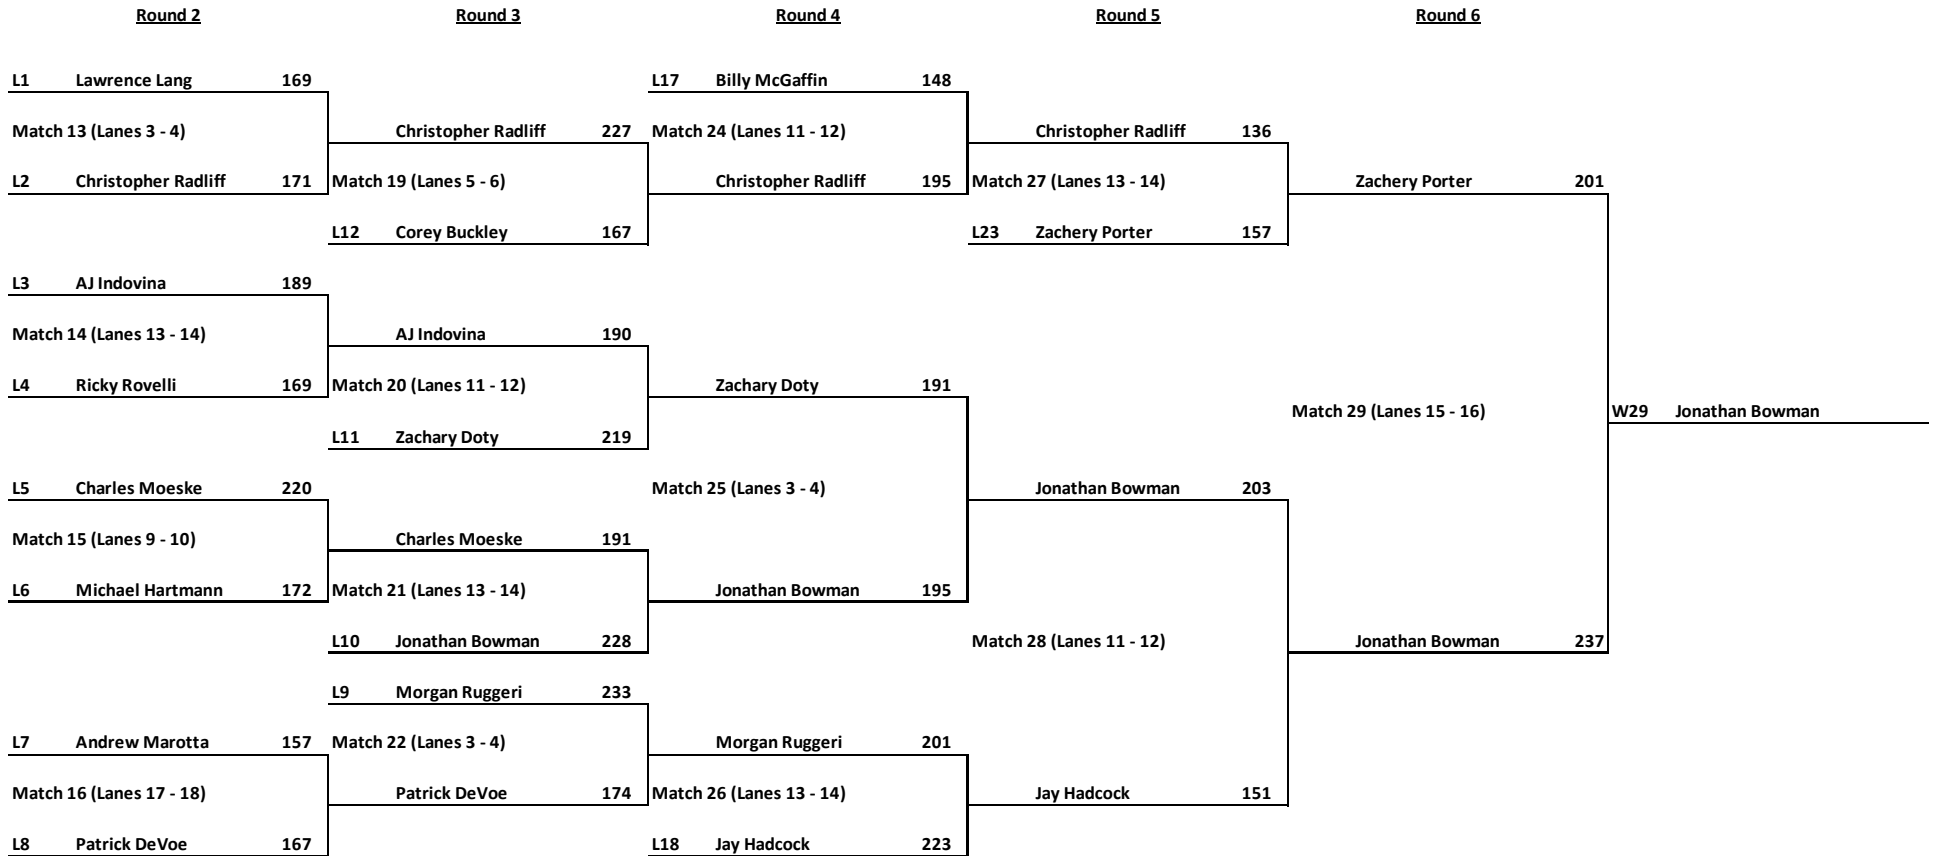 Round 2 Round 3 Round 4 Round 5 Round 6
L1 Lawrence Lang 169 L17 Billy McGaffin 148
Match 13 (Lanes 3 - 4) Christopher Radliff 227 Match 24 (Lanes 11 - 12) Christopher Radliff 136
L2 Christopher Radliff 171 Match 19 (Lanes 5 - 6) Christopher Radliff 195 Match 27 (Lanes 13 - 14) Zachery Porter 201
L12 Corey Buckley 167 L23 Zachery Porter 157
L3 AJ Indovina 189
Match 14 (Lanes 13 - 14) AJ Indovina 190
L4 Ricky Rovelli 169 Match 20 (Lanes 11 - 12) Zachary Doty 191
Match 29 (Lanes 15 - 16) W29 Jonathan Bowman
L11 Zachary Doty 219
L5 Charles Moeske 220 Match 25 (Lanes 3 - 4) Jonathan Bowman 203
Match 15 (Lanes 9 - 10) Charles Moeske 191
L6 Michael Hartmann 172 Match 21 (Lanes 13 - 14) Jonathan Bowman 195
L10 Jonathan Bowman 228 Match 28 (Lanes 11 - 12) Jonathan Bowman 237
L9 Morgan Ruggeri 233
L7 Andrew Marotta 157 Match 22 (Lanes 3 - 4) Morgan Ruggeri 201
Match 16 (Lanes 17 - 18) Patrick DeVoe 174 Match 26 (Lanes 13 - 14) Jay Hadcock 151
L8 Patrick DeVoe 167 L18 Jay Hadcock 223